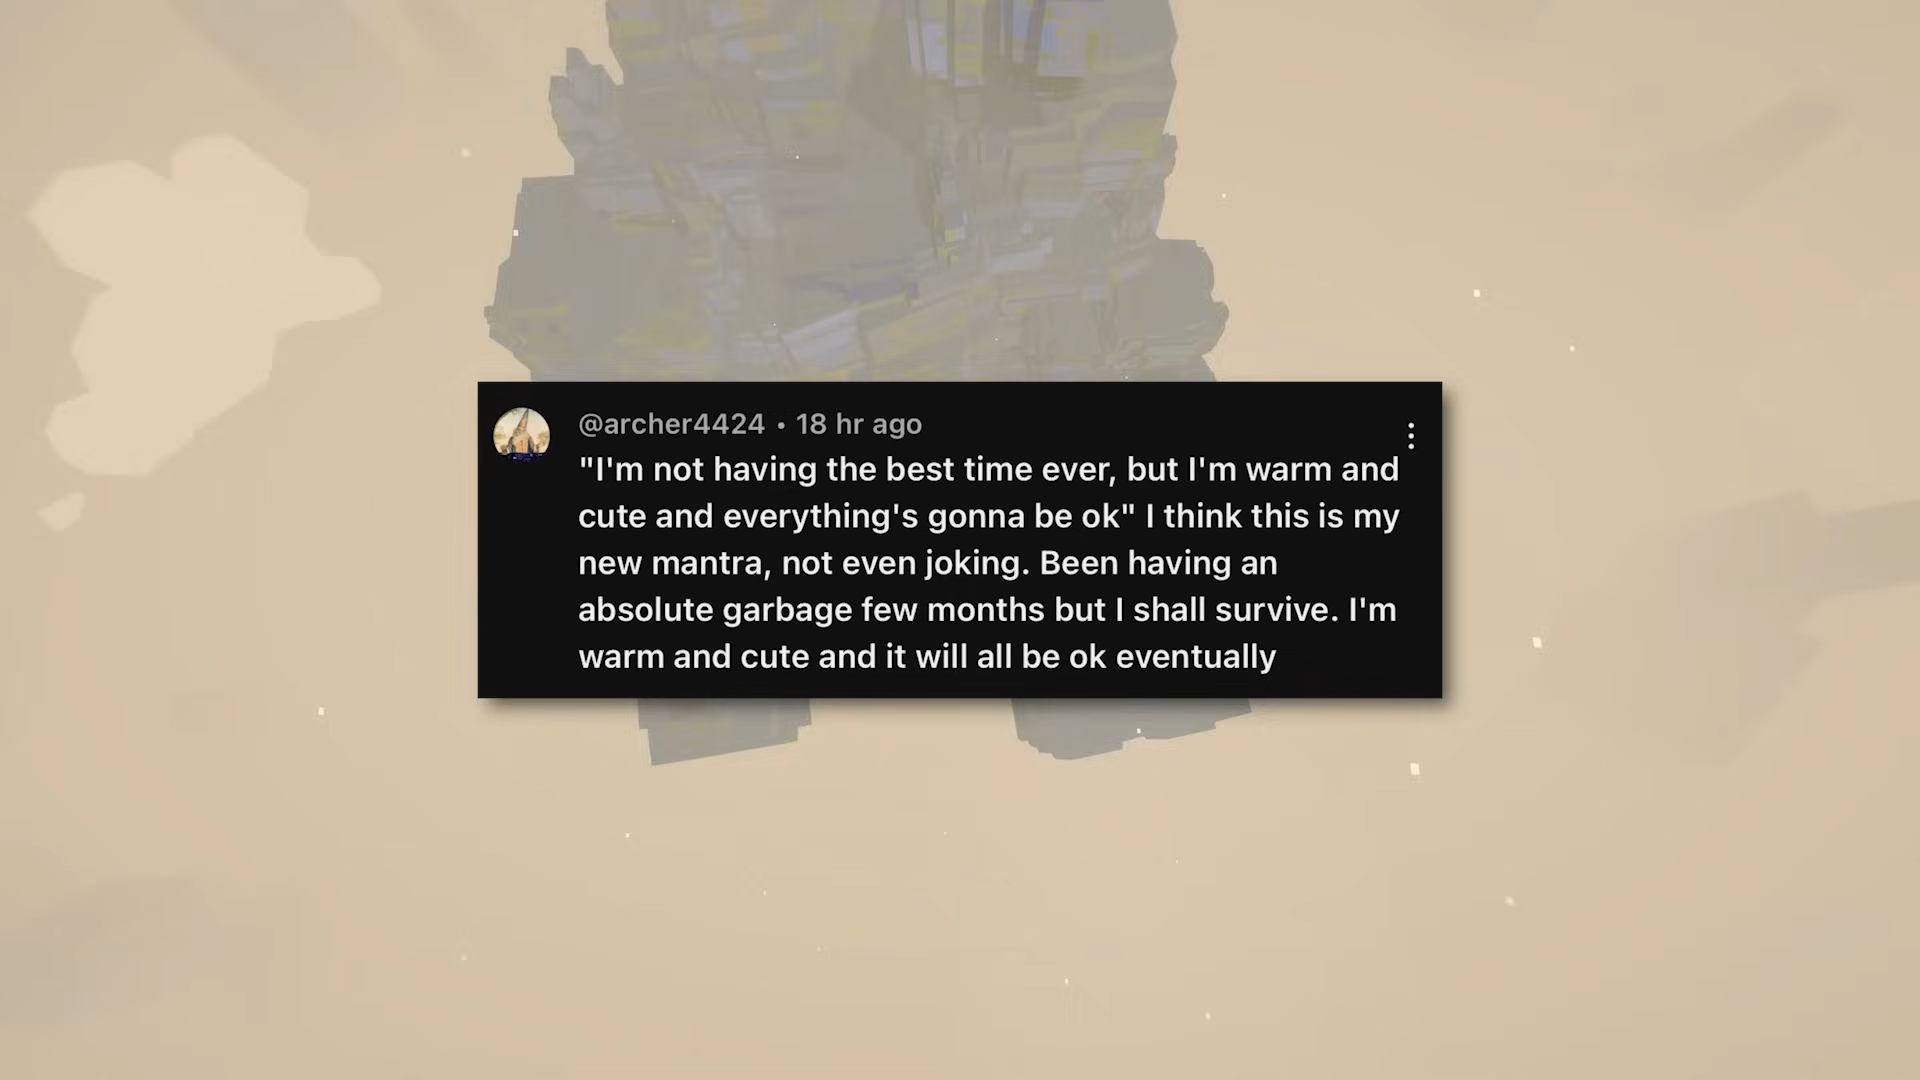 @archer4424 • 18 hr ago
"I'm not having the best time ever, but I'm warm and
cute and everything's gonna be ok" I think this is my
new mantra, not even joking. Been having an
absolute garbage few months but I shall survive. I'm
warm and cute and it will all be ok eventually